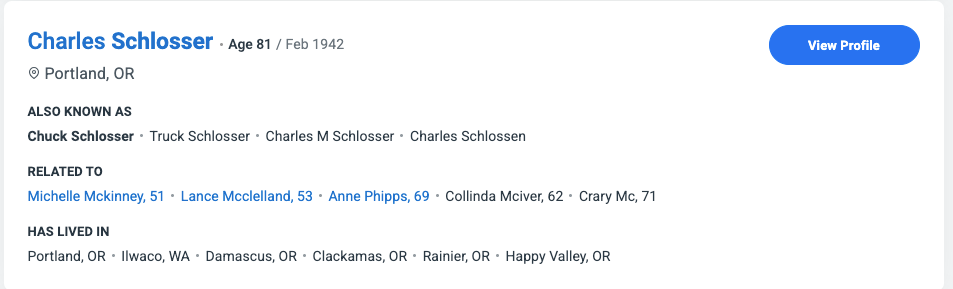 Charles Schlosser · Age 81 / Feb 1942
View Profile
Portland, OR
ALSO KNOWN AS
Chuck Schlosser · Truck Schlosser · Charles M Schlosser · Charles Schlossen
RELATED TO
Michelle Mckinney, 51 · Lance Mcclelland, 53 · Anne Phipps, 69 · Collinda Mciver, 62 · Crary Mc, 71
HAS LIVED IN
Portland, OR · Ilwaco, WA · Damascus, OR · Clackamas, OR · Rainier, OR · Happy Valley, OR